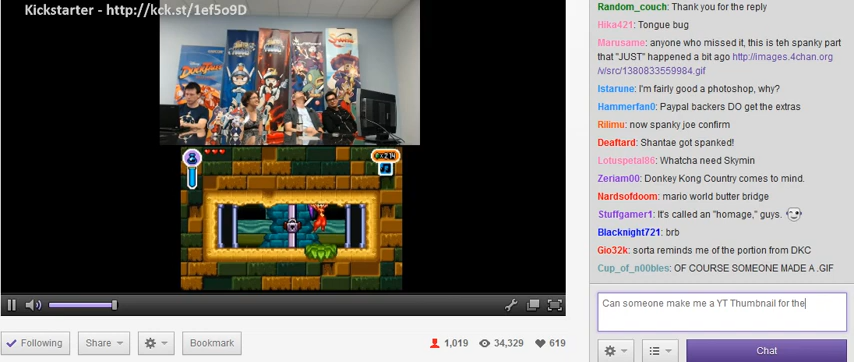 Kickstarter - http://kck.st/1ef5o9D
DUCKTALES
Following
Share
Bookmark
1,019
34,329
619
Random_couch: Thank you for the reply
Hika421: Tongue bug
Marusame: anyone who missed it, this is teh spanky part
that "JUST" happened a bit ago http://images.4chan.org
/v/src/1380833559984.gif
Istarune: I'm fairly good a photoshop, why?
Hammerfan0: Paypal backers DO get the extras
Rilimu: now spanky joe confirm
Deaftard: Shantae got spanked!
Lotuspetal86: Whatcha need Skymin
Zeriam00: Donkey Kong Country comes to mind.
Nardsofdoom: mario world butter bridge
Stuffgamer1: It's called an "homage," guys.
Blacknight721: brb
Gio32k: sorta reminds me of the portion from DKC
Cup_of_n00bles: OF COURSE SOMEONE MADE A .GIF
Can someone make me a YT Thumbnail for the
Chat